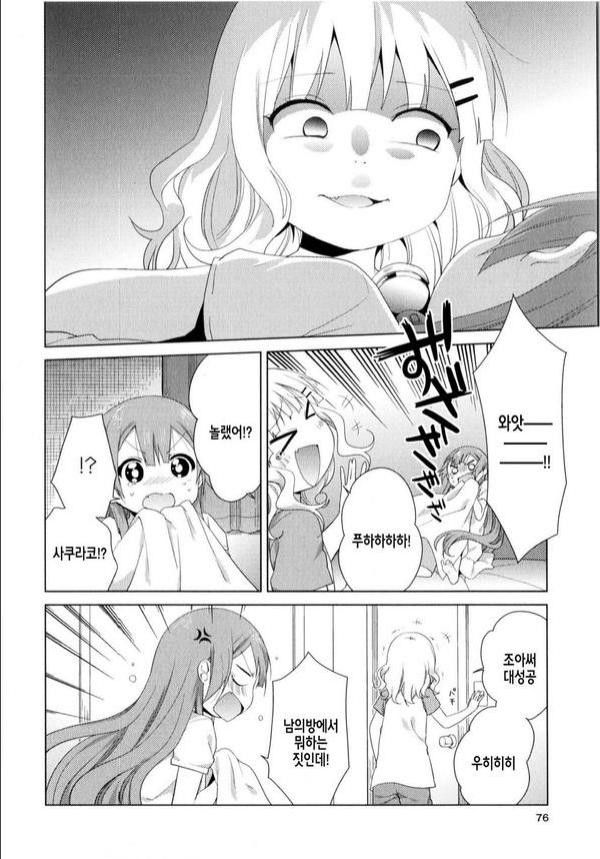 와앗——
——!!
푸하하하하!
놀랬어!?
!?
사쿠라코!?
조아써
대성공
우히히히
남의방에서
뭐하는
짓인데!
76